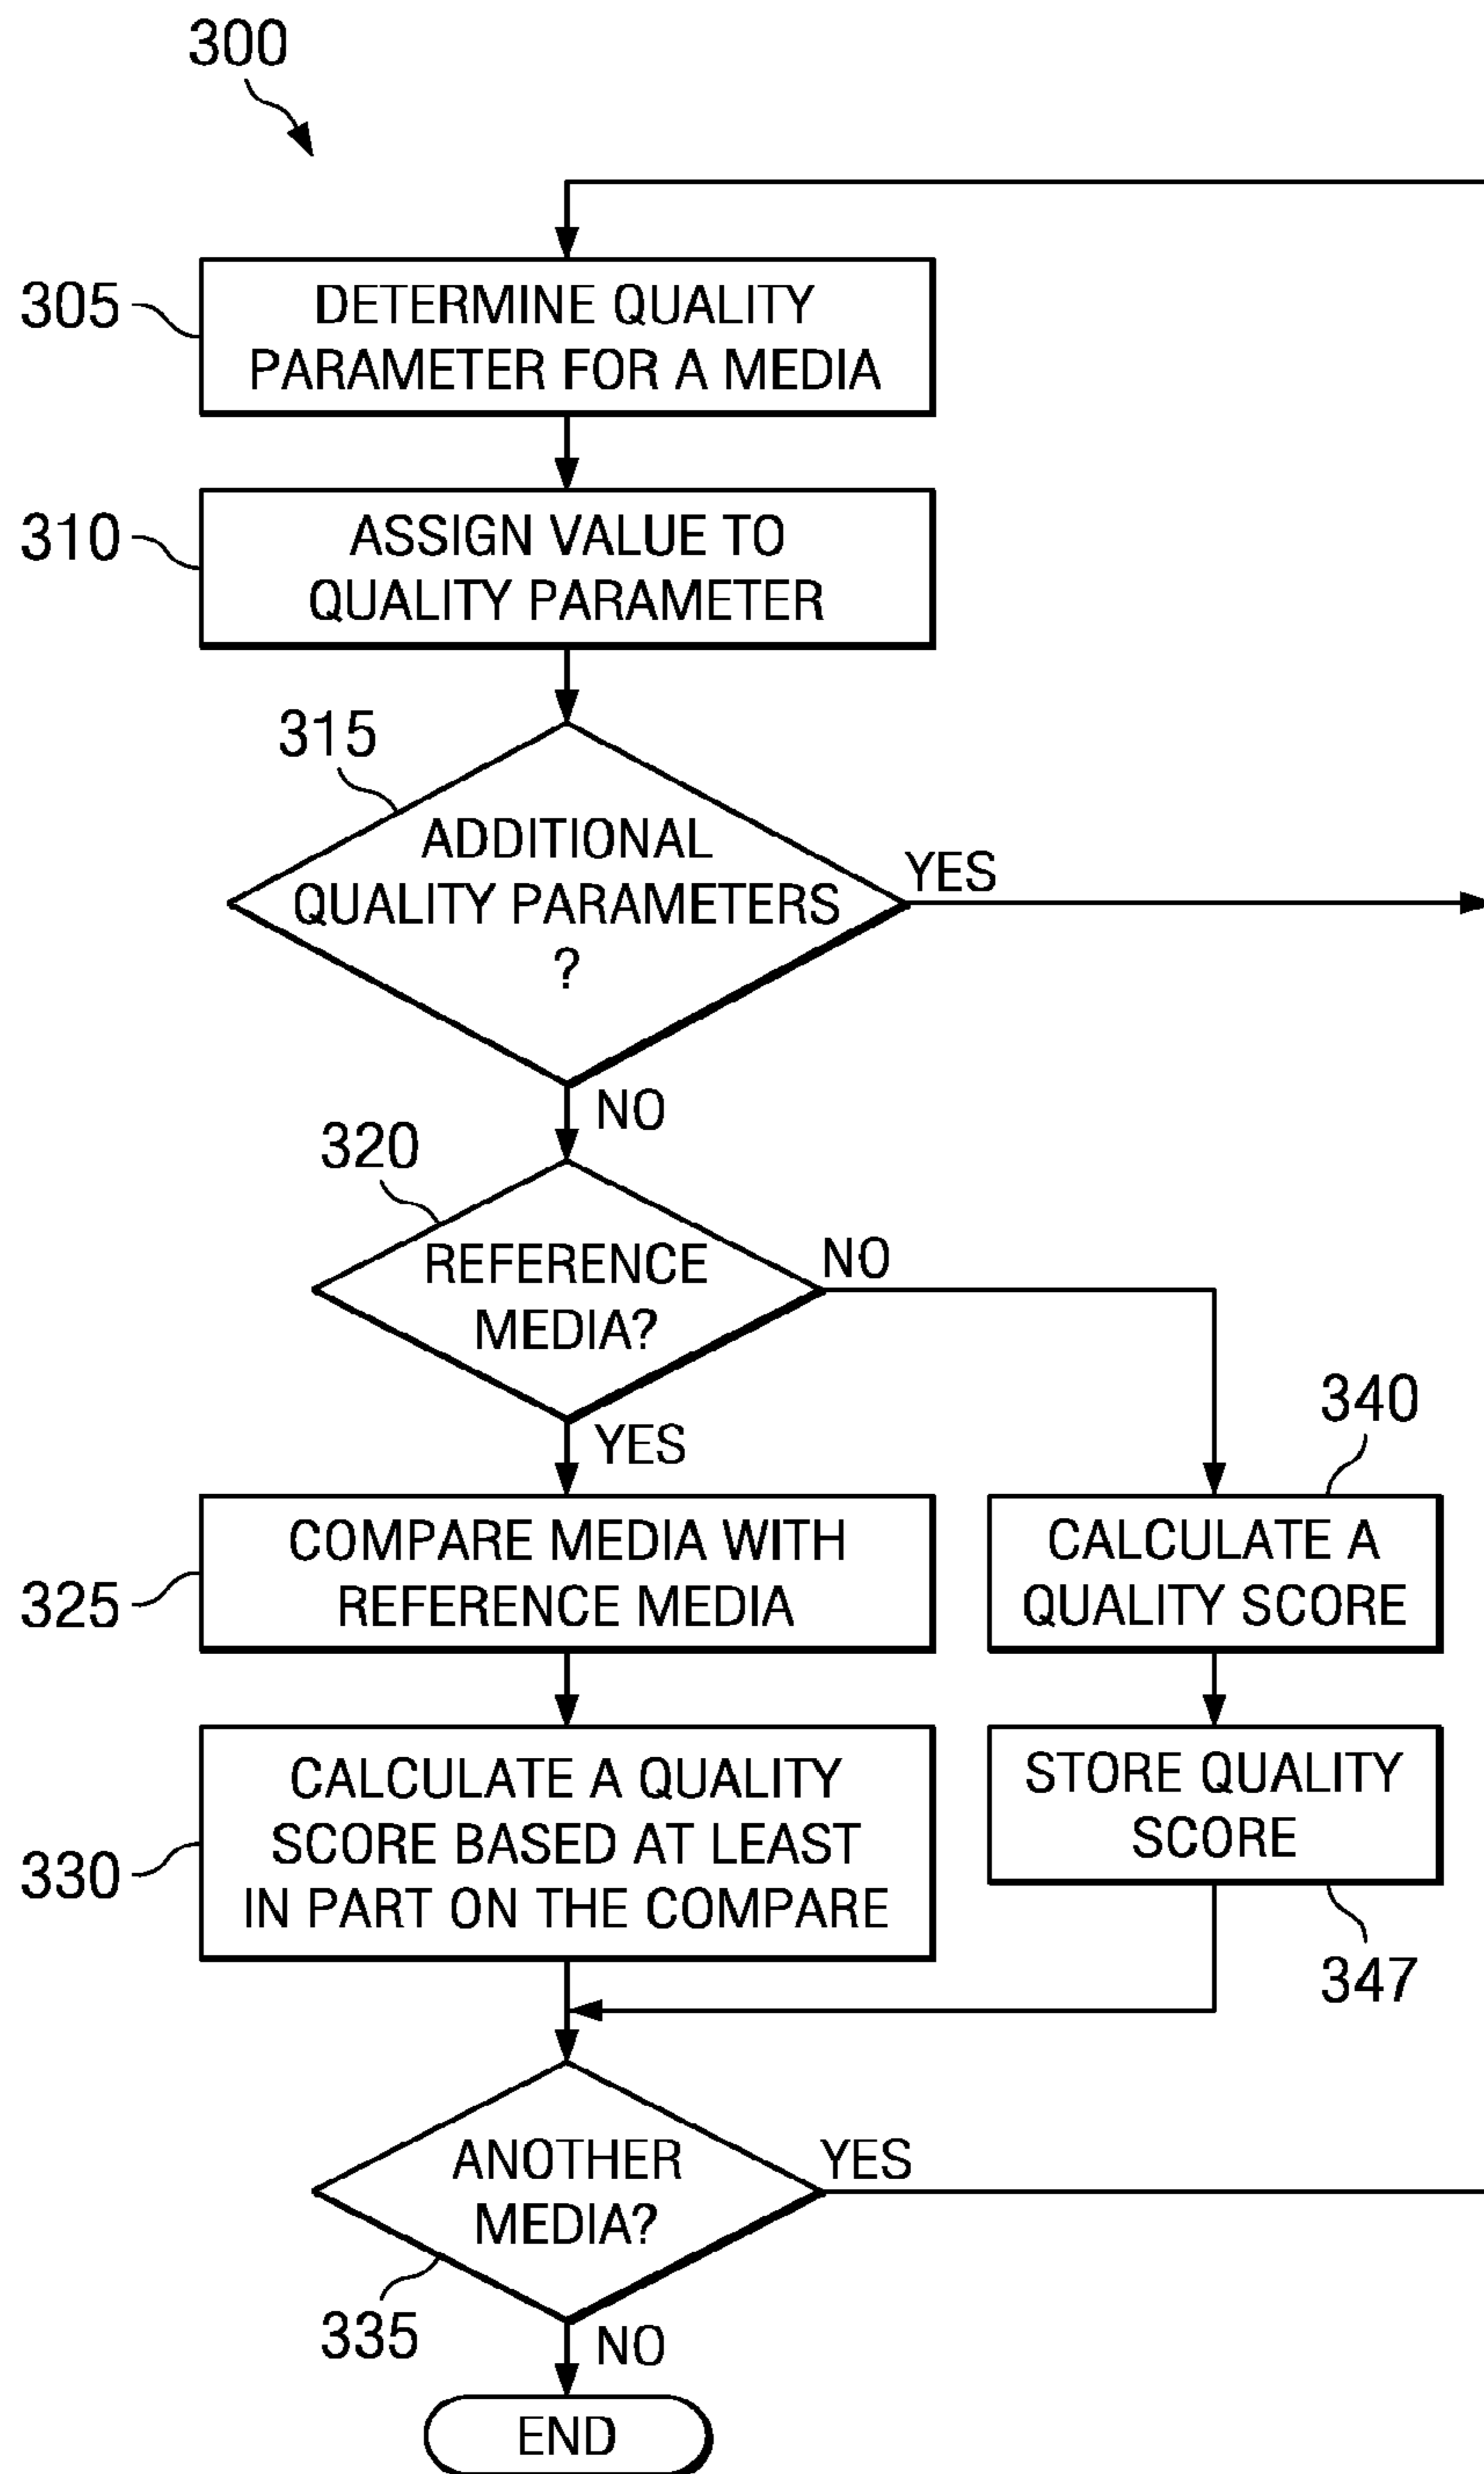 300
305
DETERMINE QUALITY
PARAMETER FOR A MEDIA
310
ASSIGN VALUE TO
QUALITY PARAMETER
315
ADDITIONAL
QUALITY PARAMETERS
?
YES
NO
320
REFERENCE
MEDIA?
NO
YES
340
325
COMPARE MEDIA WITH
REFERENCE MEDIA
CALCULATE A
QUALITY SCORE
330
CALCULATE A QUALITY
SCORE BASED AT LEAST
IN PART ON THE COMPARE
STORE QUALITY
SCORE
347
ANOTHER
MEDIA?
YES
335
NO
END